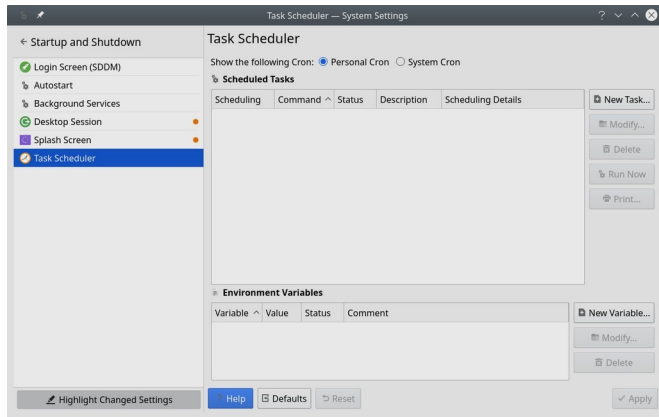 Task Scheduler — System Settings
Startup and Shutdown
Login Screen (SDDM)
Autostart
Background Services
Desktop Session
Splash Screen
Task Scheduler
Highlight Changed Settings
Task Scheduler
Show the following Cron: Personal Cron System Cron
Scheduled Tasks
Scheduling Command Status Description Scheduling Details
New Task...
Modify...
Delete
Run Now
Print...
Environment Variables
Variable Value Status Comment
New Variable...
Modify...
Delete
Help Defaults Reset Apply